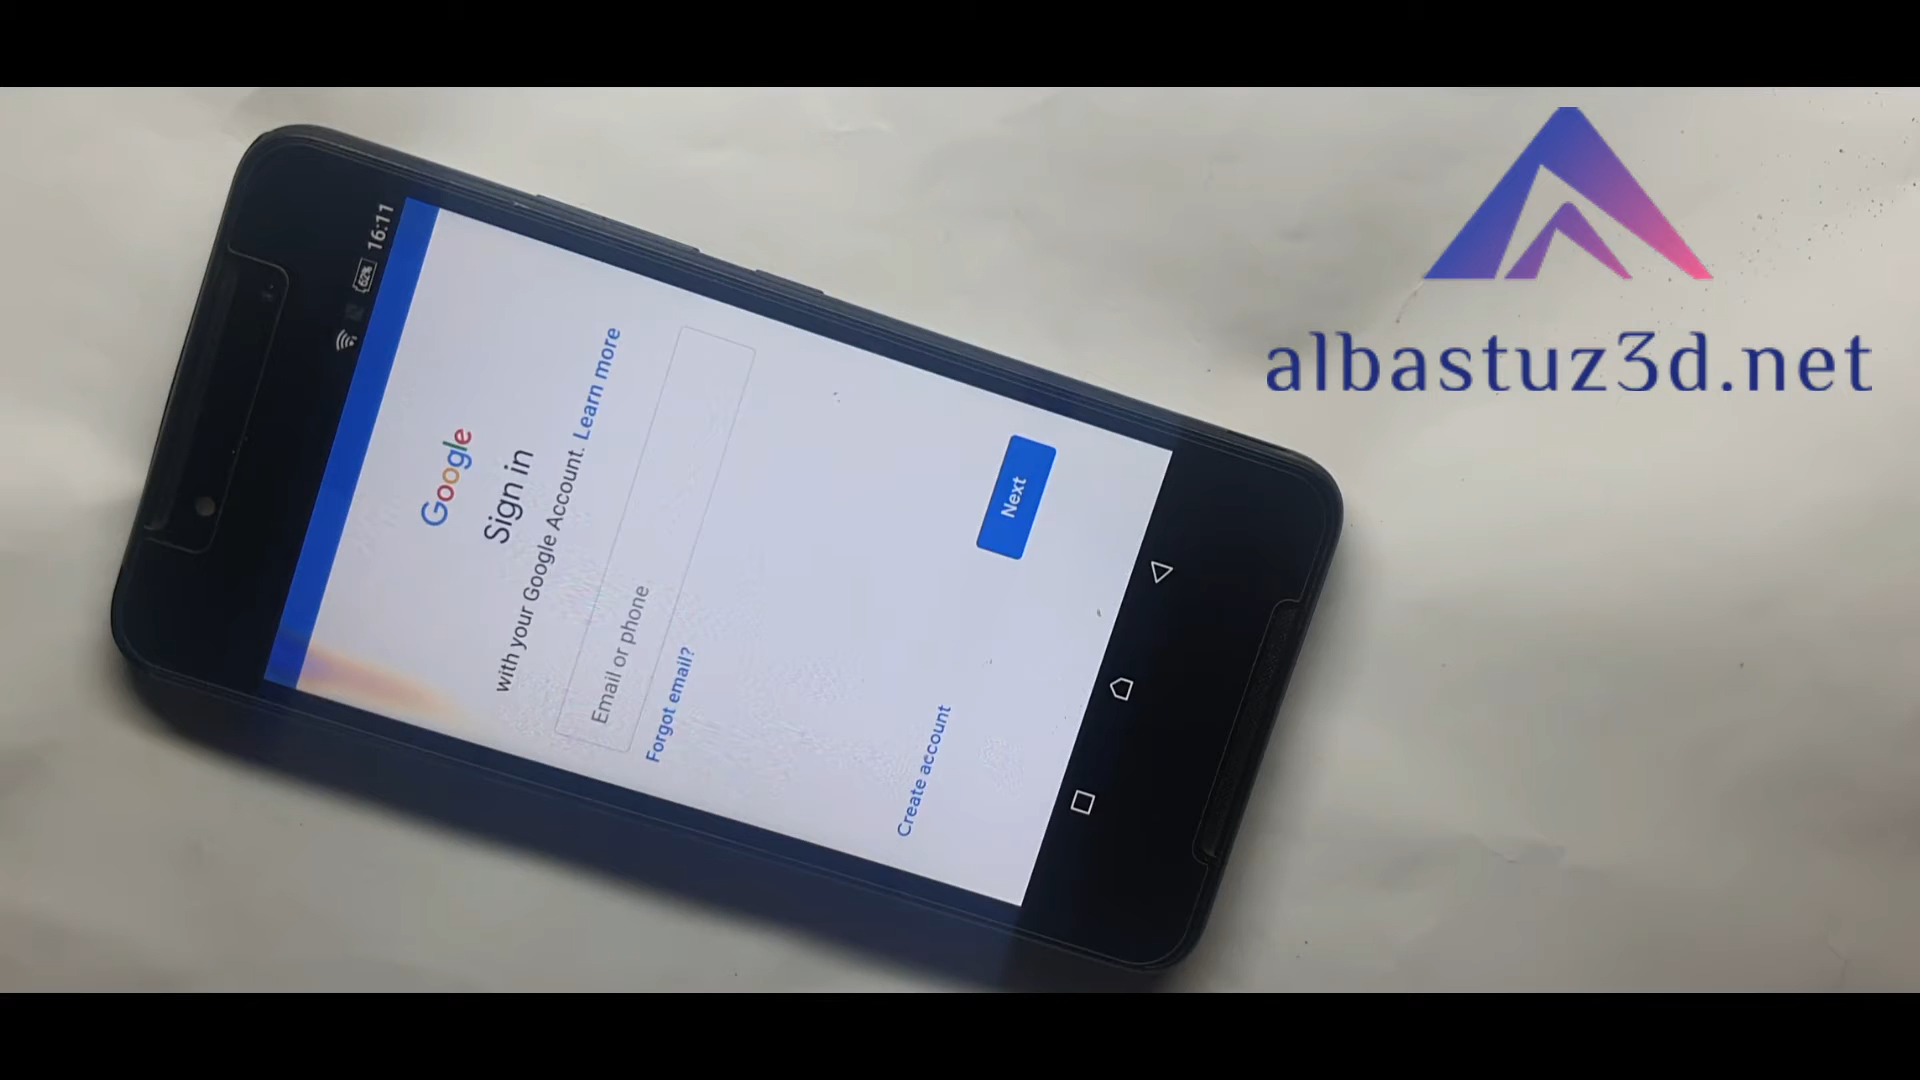 16:11
62%
Google
Sign in
with your Google Account. Learn more
Email or phone
Forgot email?
Create account
Next
albastuz3d.net